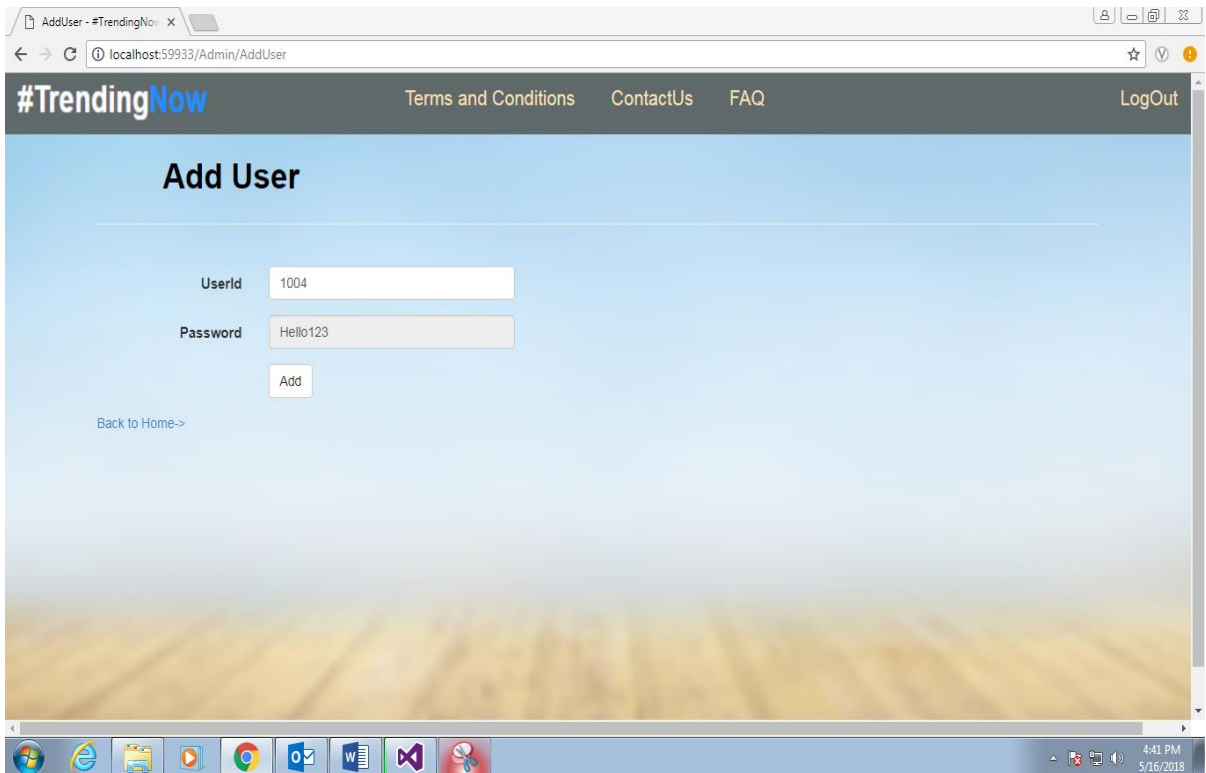 AddUser - #TrendingNo
localhost:59933/Admin/AddUser
#TrendingNow
Terms and Conditions ContactUs FAQ LogOut
Add User
UserId 1004
Password Hello123
Add
Back to Home->
4:41 PM
5/16/2018